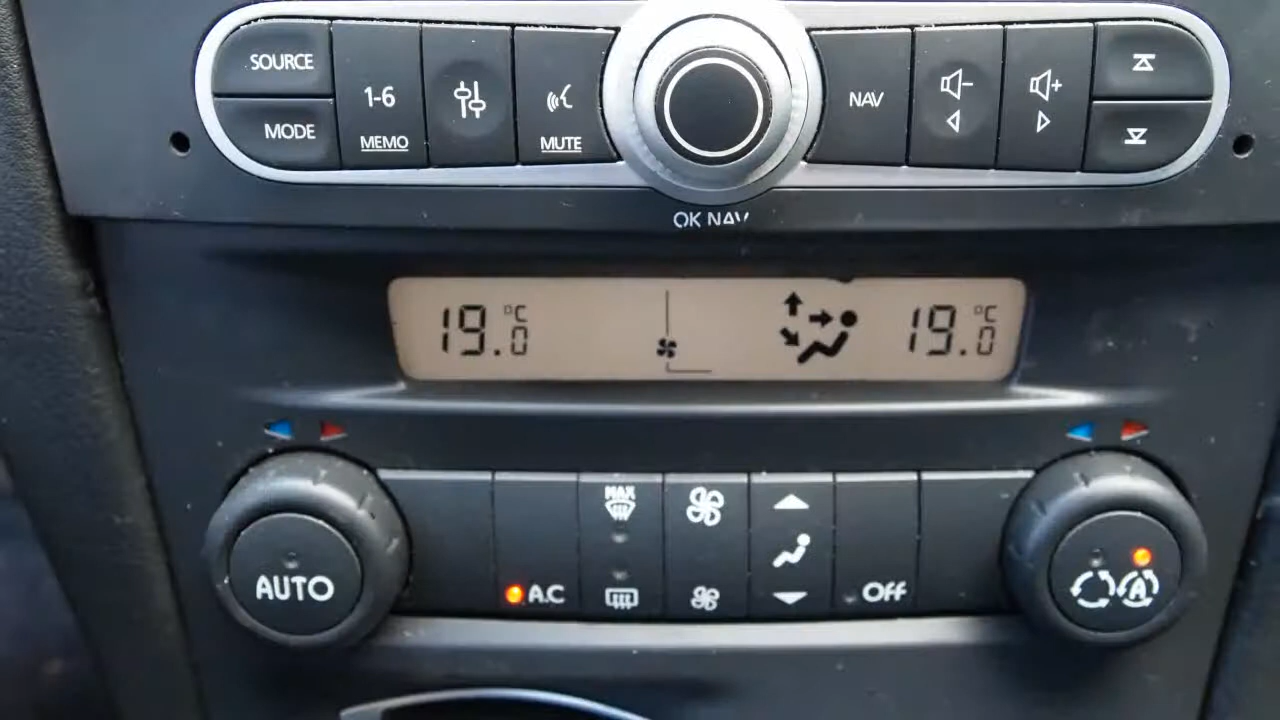 SOURCE
MODE
1-6
MEMO
MUTE
NAV
OK NAV
19.0 °C
19.0 °C
AUTO
A.C
MAX
Off
A